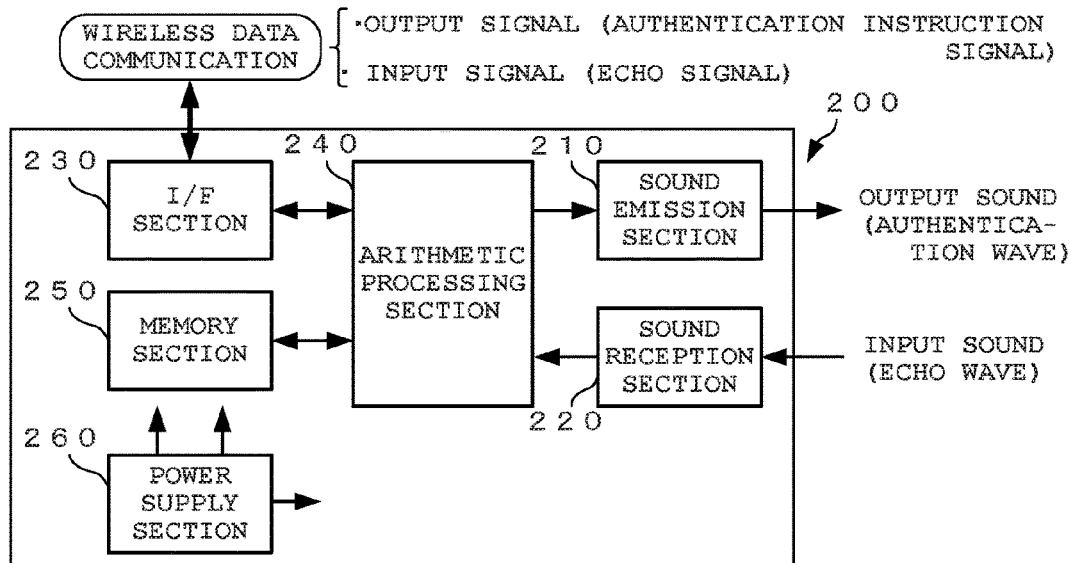 WIRELESS DATA
COMMUNICATION
•OUTPUT SIGNAL (AUTHENTICATION INSTRUCTION
SIGNAL)
• INPUT SIGNAL (ECHO SIGNAL)
200
230
I/F
SECTION
240
ARITHMETIC
PROCESSING
SECTION
210
SOUND
EMISSION
SECTION
OUTPUT SOUND
(AUTHENTICA-
TION WAVE)
250
MEMORY
SECTION
SOUND
RECEPTION
SECTION
220
INPUT SOUND
(ECHO WAVE)
260
POWER
SUPPLY
SECTION